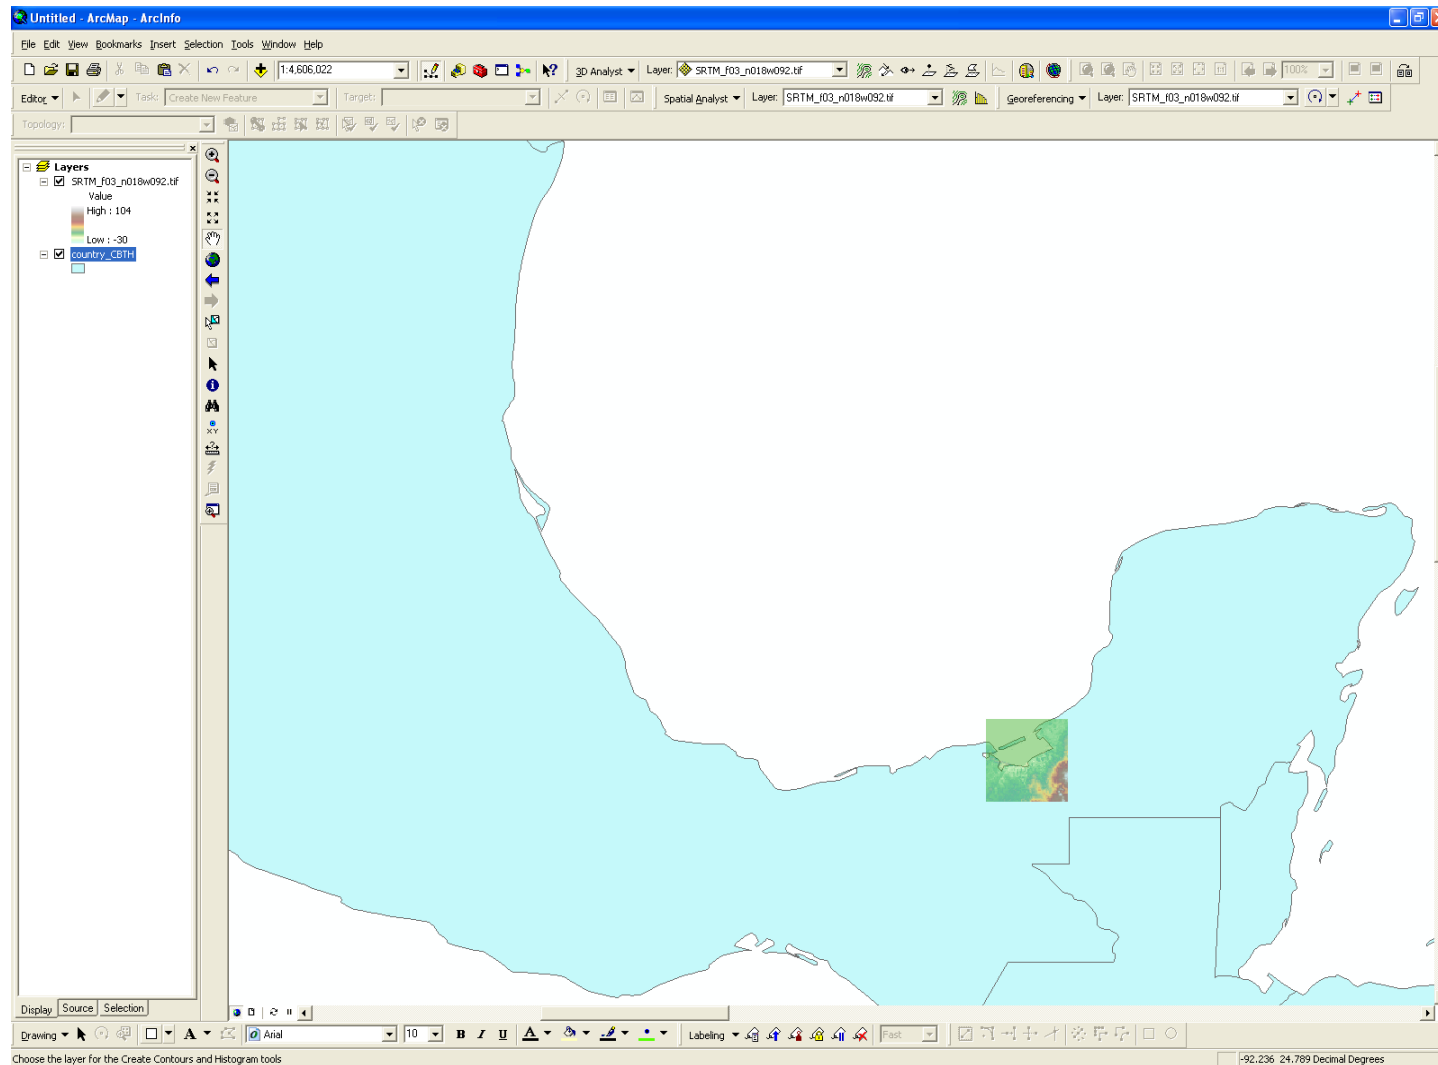 Untitled - ArcMap - ArcInfo
File Edit View Bookmarks Insert Selection Tools Window Help
1:4,606,022 3D Analyst Layer: SRTM_f03_n018w092.tif 100%
Editor Task: Create New Feature Target: Spatial Analyst Layer: SRTM_f03_n018w092.tif Georeferencing Layer: SRTM_f03_n018w092.tif
Topology:
Layers
SRTM_f03_n018w092.tif
Value
High : 104
Low : -30
country_CBTH
XY
Display Source Selection
Drawing A Arial 10 B I U A Labeling Fast
Choose the layer for the Create Contours and Histogram tools
-92.236 24.789 Decimal Degrees